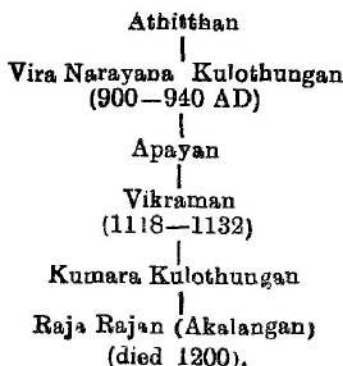 Athitthan
Vira Narayana Kulothungan
(900—940 AD)
Apayan
Vikraman
(1118—1132)
Kumara Kulothungan
Raja Rajan (Akalangan)
(died 1200).